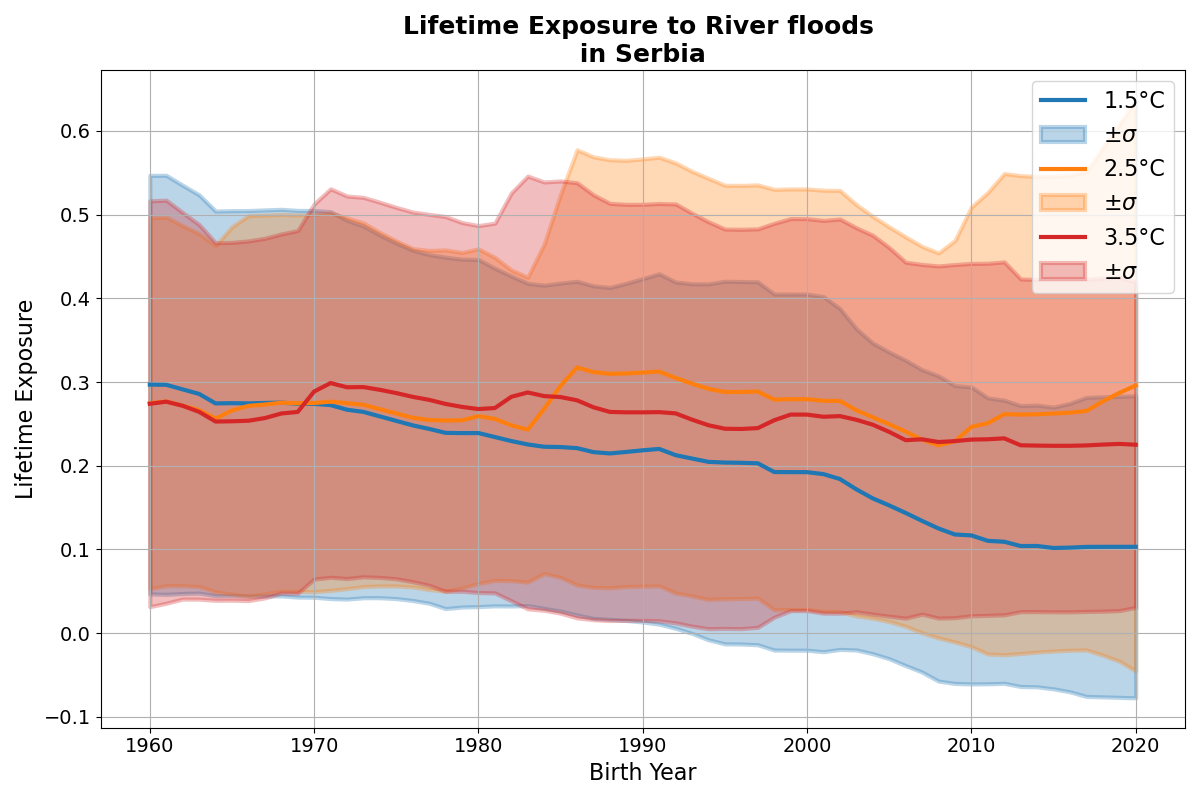 Lifetime Exposure to River floods
in Serbia
Lifetime Exposure
0.6
0.5
0.4
0.3
0.2
0.1
0.0
−0.1
1960
1970
1980
1990
2000
2010
2020
Birth Year
1.5°C
±σ
2.5°C
±σ
3.5°C
±σ